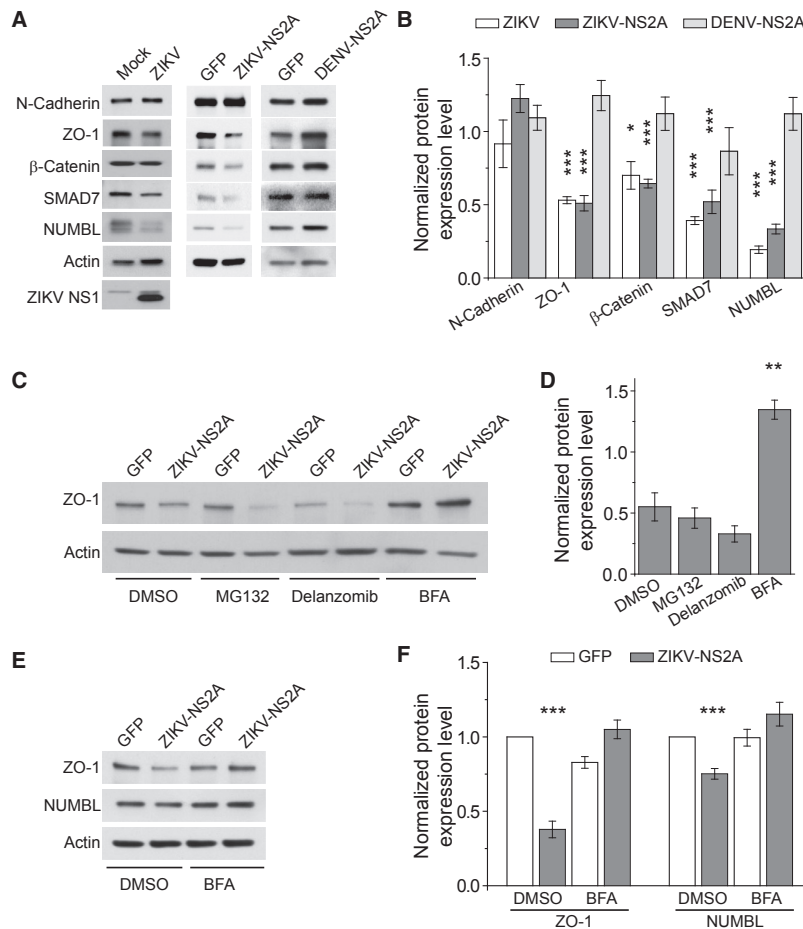 A
Mock
ZIKV
GFP
ZIKV-NS2A
GFP
DENV-NS2A
N-Cadherin
ZO-1
β-Catenin
SMAD7
NUMBL
Actin
ZIKV NS1
B
ZIKV ZIKV-NS2A DENV-NS2A
Normalized protein
expression level
1.5
1.0
0.5
0.0
***
***
*
***
***
***
***
***
N-Cadherin
ZO-1
β-Catenin
SMAD7
NUMBL
C
GFP
ZIKV-NS2A
GFP
ZIKV-NS2A
GFP
ZIKV-NS2A
GFP
ZIKV-NS2A
ZO-1
Actin
DMSO MG132 Delanzomib BFA
D
Normalized protein
expression level
1.5
1.0
0.5
0.0
**
DMSO
MG132
Delanzomib
BFA
E
GFP
ZIKV-NS2A
GFP
ZIKV-NS2A
ZO-1
NUMBL
Actin
DMSO BFA
F
GFP ZIKV-NS2A
Normalized protein
expression level
1.5
1.0
0.5
0.0
*** ***
DMSO BFA DMSO BFA
ZO-1 NUMBL